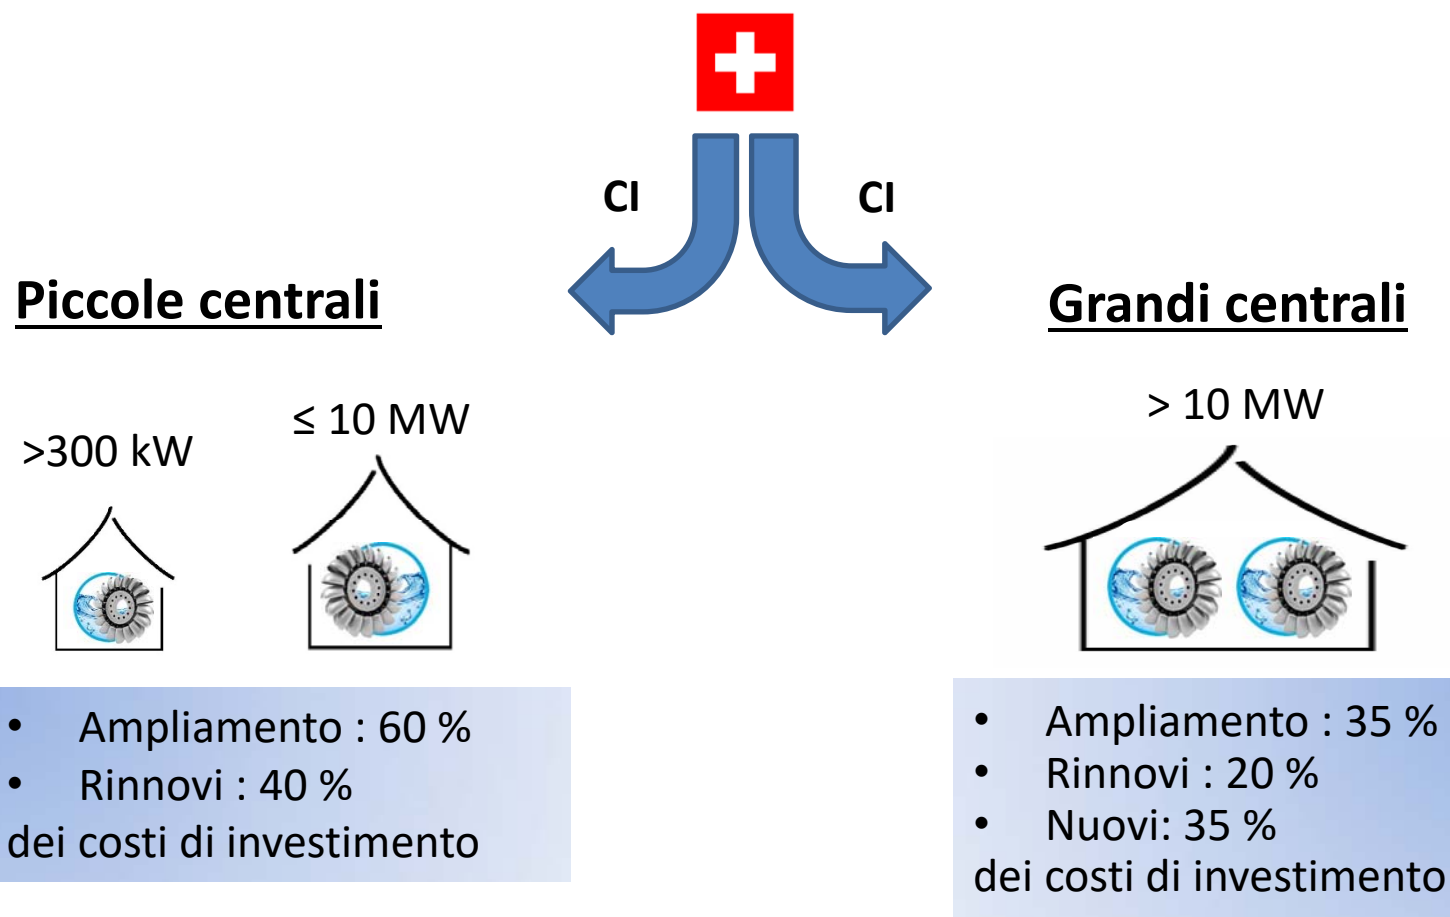 CI
CI
Piccole centrali
>300 kW
≤ 10 MW
• Ampliamento : 60 %
• Rinnovi : 40 %
dei costi di investimento
Grandi centrali
> 10 MW
• Ampliamento : 35 %
• Rinnovi : 20 %
• Nuovi: 35 %
dei costi di investimento